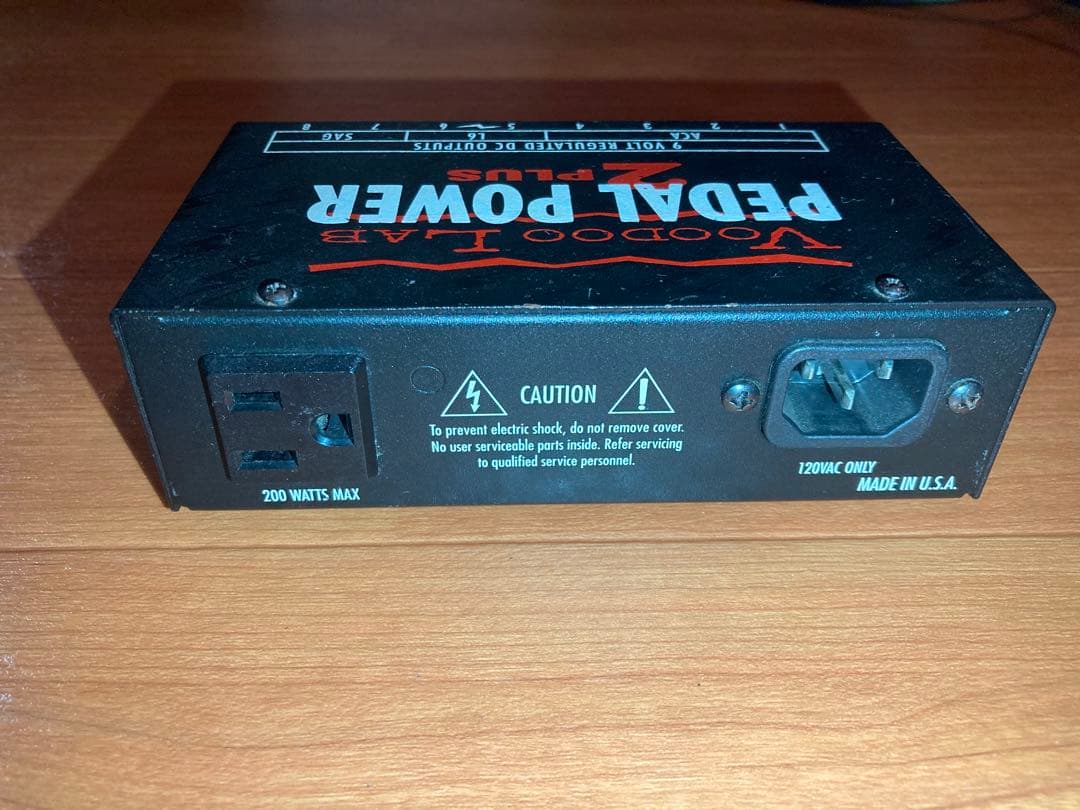 VOODOO LAB
PEDAL POWER
2 PLUS
9 VOLT REGULATED DC OUTPUTS
ACA L6 SAG
1 2 3 4 5 6 7 8
CAUTION
To prevent electric shock, do not remove cover.
No user serviceable parts inside. Refer servicing
to qualified service personnel.
200 WATTS MAX
120VAC ONLY
MADE IN U.S.A.